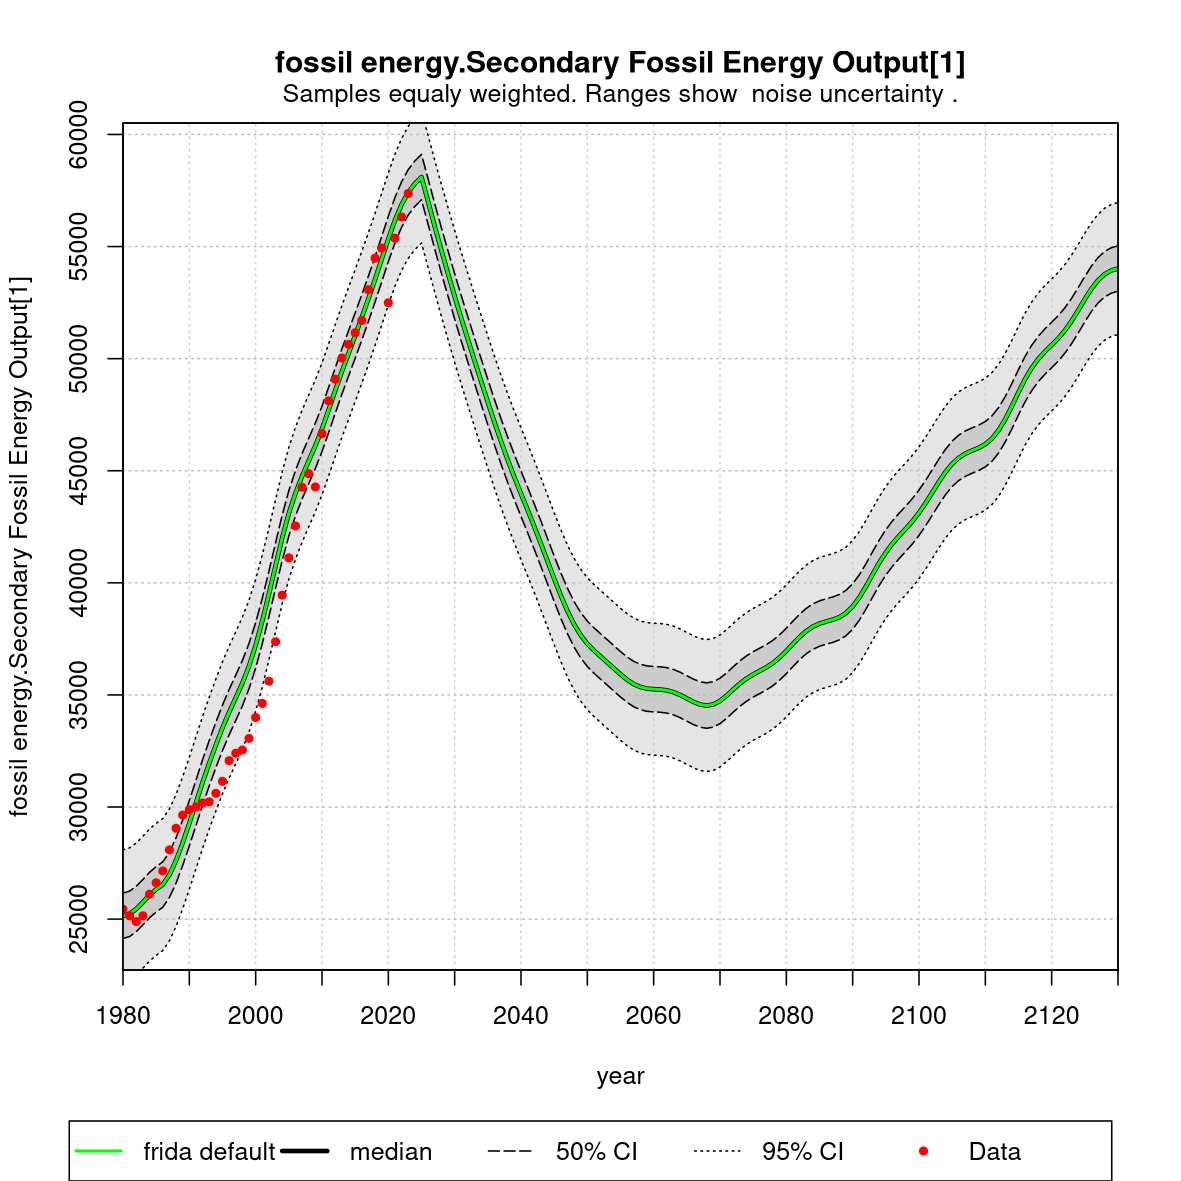 fossil energy.Secondary Fossil Energy Output[1]
Samples equaly weighted. Ranges show  noise uncertainty .
fossil energy.Secondary Fossil Energy Output[1]
60000
55000
50000
45000
40000
35000
30000
25000
1980 2000 2020 2040 2060 2080 2100 2120
year
frida default median 50% CI 95% CI Data